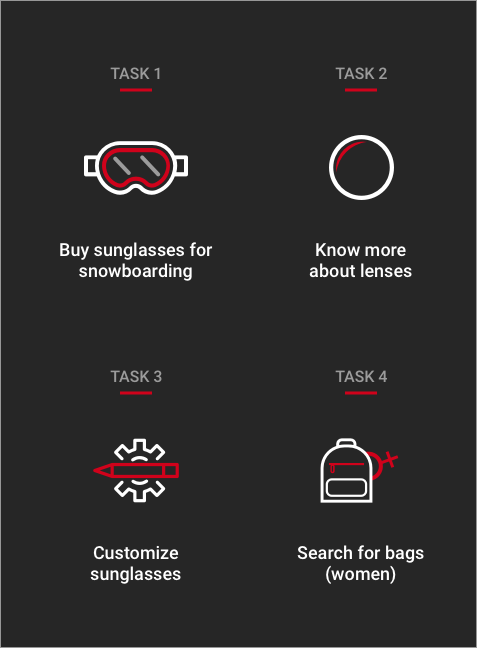 TASK 1
TASK 2
Buy sunglasses for
snowboarding
Know more
about lenses
TASK 3
TASK 4
Customize
sunglasses
Search for bags
(women)